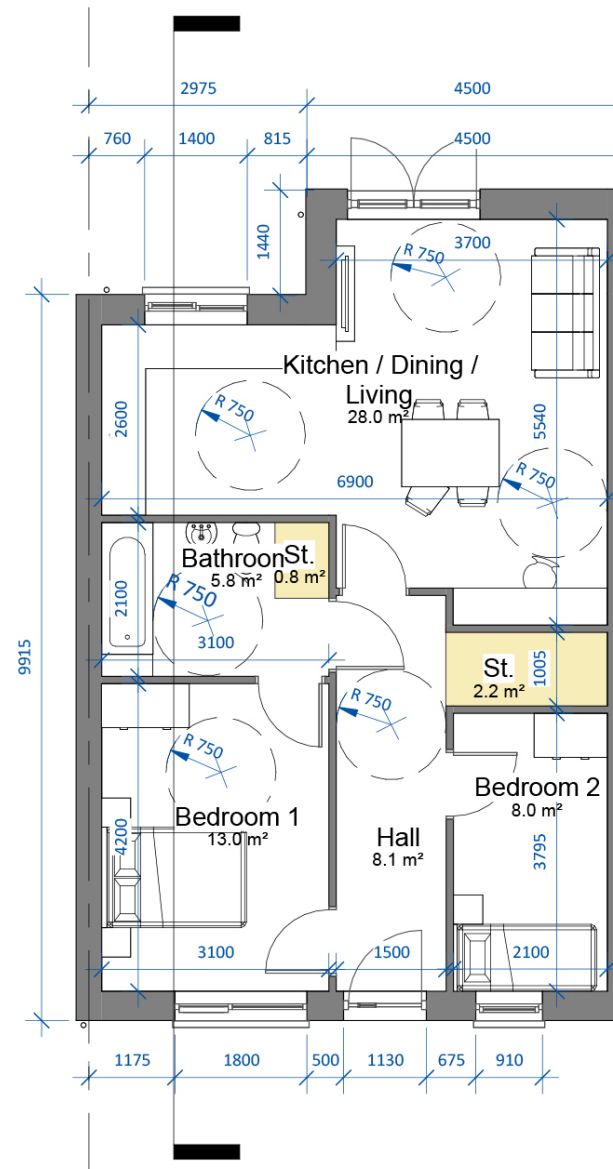 2975
4500
760
1400
815
4500
1440
3700
R 750
Kitchen / Dining /
Living
28.0 m²
2600
R 750
5540
R 750
6900
Bathroon
5.8 m²
St.
0.8 m²
2100
R 750
3100
9915
St.
2.2 m²
1005
R 750
R 750
Bedroom 1
13.0 m²
Bedroom 2
8.0 m²
Hall
8.1 m²
4200
3795
3100
1500
2100
1175
1800
500
1130
675
910